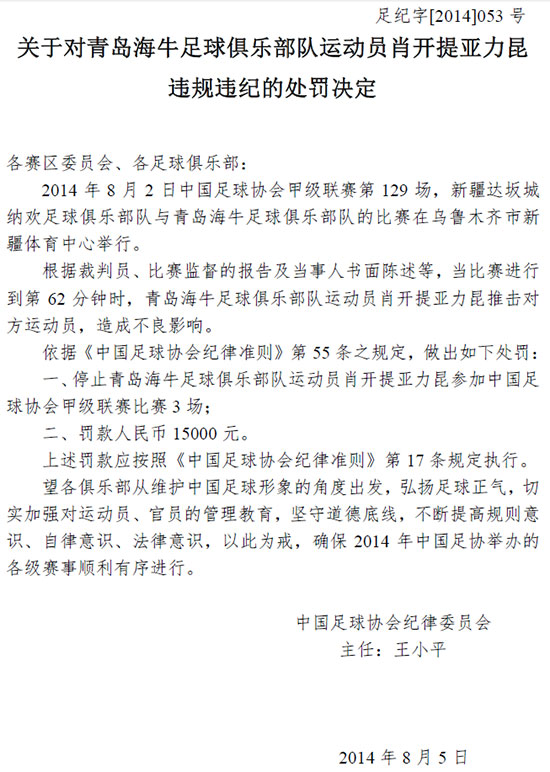 足纪字[2014]053 号
关于对青岛海牛足球俱乐部队运动员肖开提亚力昆
违规违纪的处罚决定
各赛区委员会、各足球俱乐部：
2014 年 8 月 2 日中国足球协会甲级联赛第 129 场，新疆达坂城
纳欢足球俱乐部队与青岛海牛足球俱乐部队的比赛在乌鲁木齐市新
疆体育中心举行。
根据裁判员、比赛监督的报告及当事人书面陈述等，当比赛进行
到第 62 分钟时，青岛海牛足球俱乐部队运动员肖开提亚力昆推击对
方运动员，造成不良影响。
依据《中国足球协会纪律准则》第 55 条之规定，做出如下处罚：
一、停止青岛海牛足球俱乐部队运动员肖开提亚力昆参加中国足
球协会甲级联赛比赛 3 场；
二、罚款人民币 15000 元。
上述罚款应按照《中国足球协会纪律准则》第 17 条规定执行。
望各俱乐部从维护中国足球形象的角度出发，弘扬足球正气，切
实加强对运动员、官员的管理教育，坚守道德底线，不断提高规则意
识、自律意识、法律意识，以此为戒，确保 2014 年中国足协举办的
各级赛事顺利有序进行。
中国足球协会纪律委员会
主任：王小平
2014 年 8 月 5 日